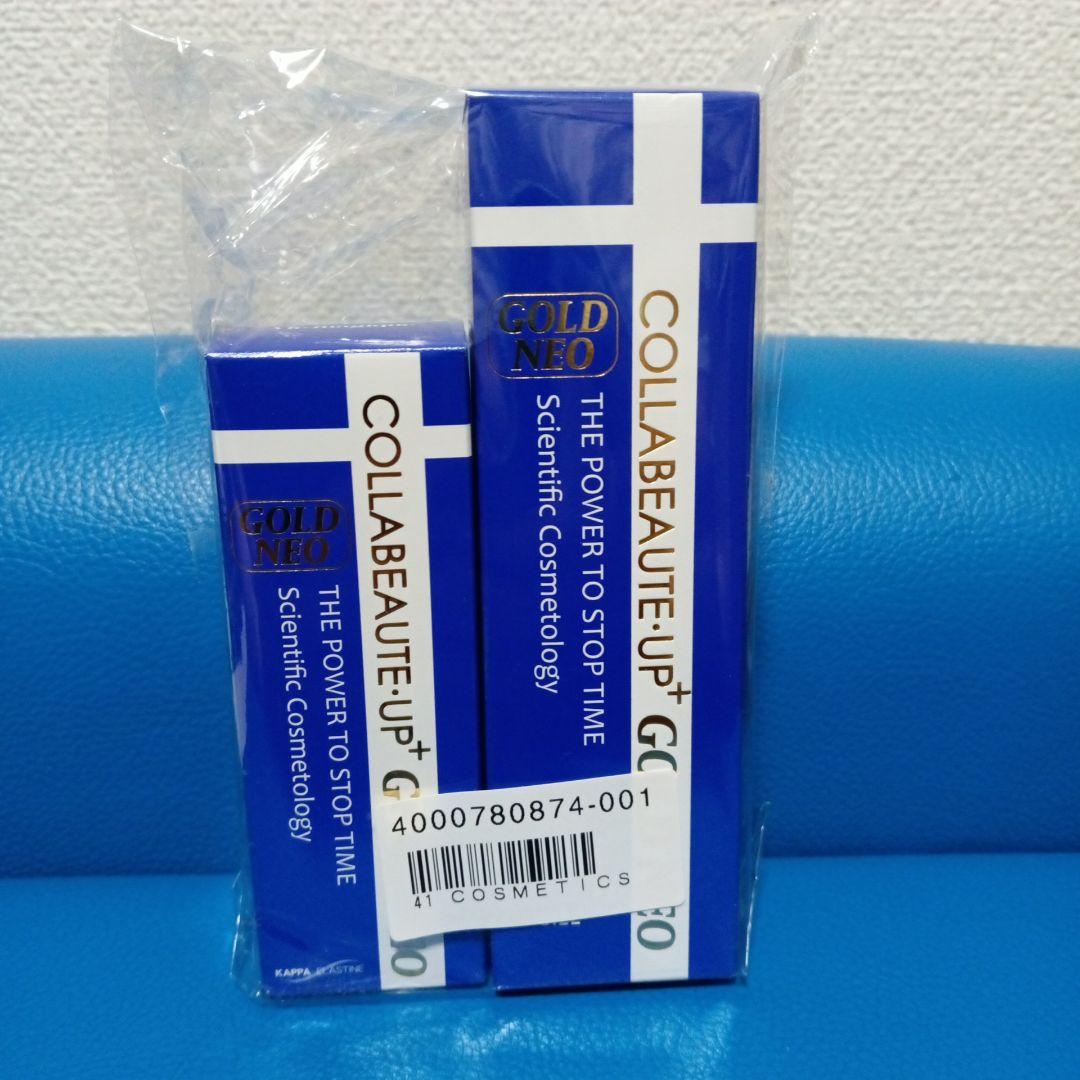 GOLD
NEO
THE POWER TO STOP TIME
Scientific Cosmetology
COLLABEAUTE·UP+
KAPPA ELASTINE
GOLD
NEO
THE POWER TO STOP TIME
Scientific Cosmetology
COLLABEAUTE·UP+
4000780874-001
41 COSMETICS